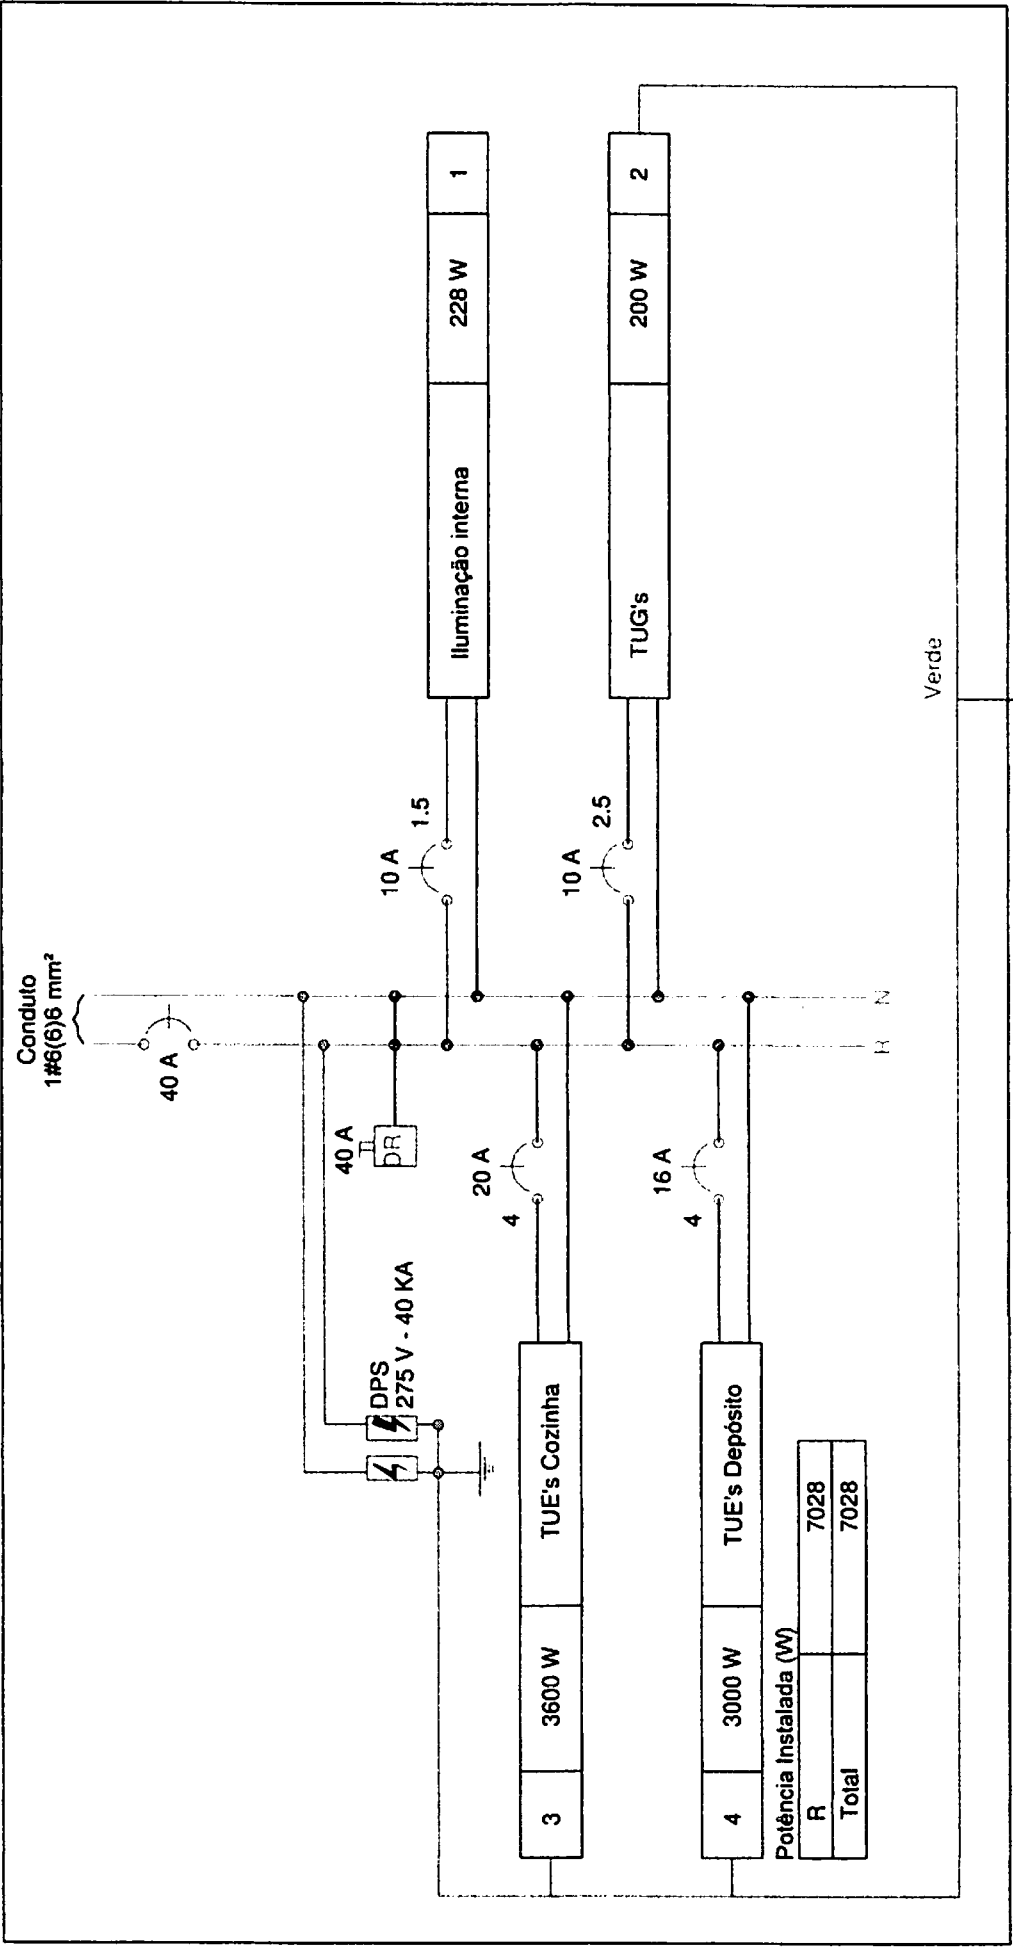 Conduto
1#6(6)6 mm²
40 A
40 A
DR
DPS
275 V - 40 KA
10 A
1.5
Iluminação interna
228 W
1
20 A
4
3
3600 W
TUE's Cozinha
10 A
2.5
TUG's
200 W
2
16 A
4
4
3000 W
TUE's Depósito
R
N
Potência Instalada (W)
R 7028
Total 7028
Verde